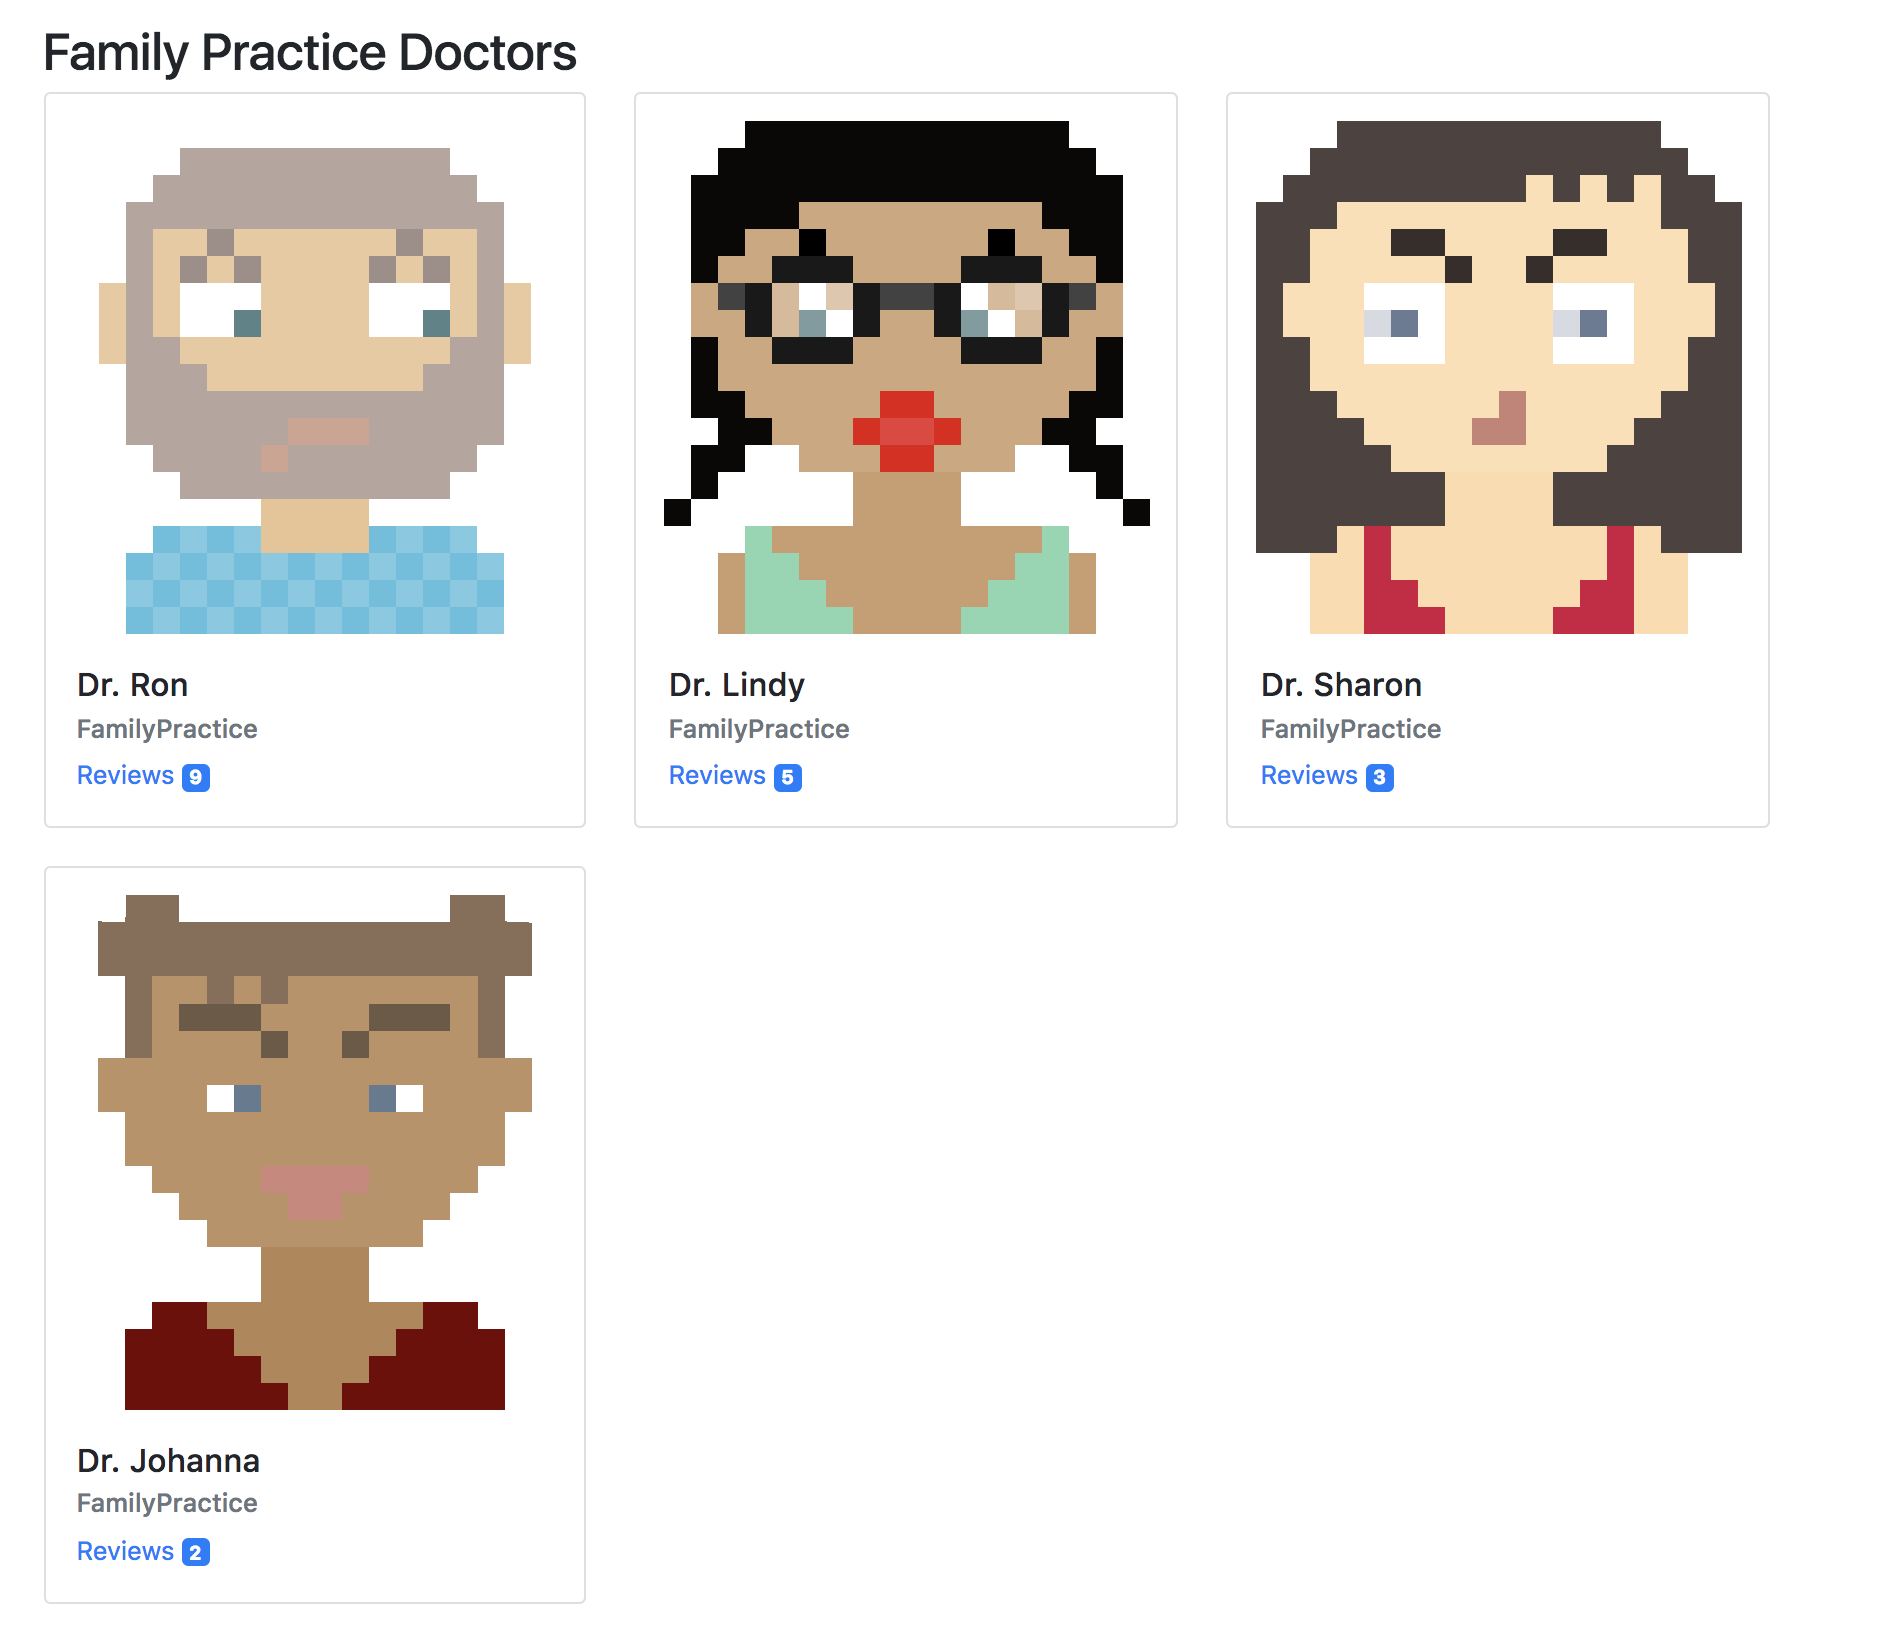 Family Practice Doctors
Dr. Ron
FamilyPractice
Reviews 9
Dr. Lindy
FamilyPractice
Reviews 5
Dr. Sharon
FamilyPractice
Reviews 3
Dr. Johanna
FamilyPractice
Reviews 2